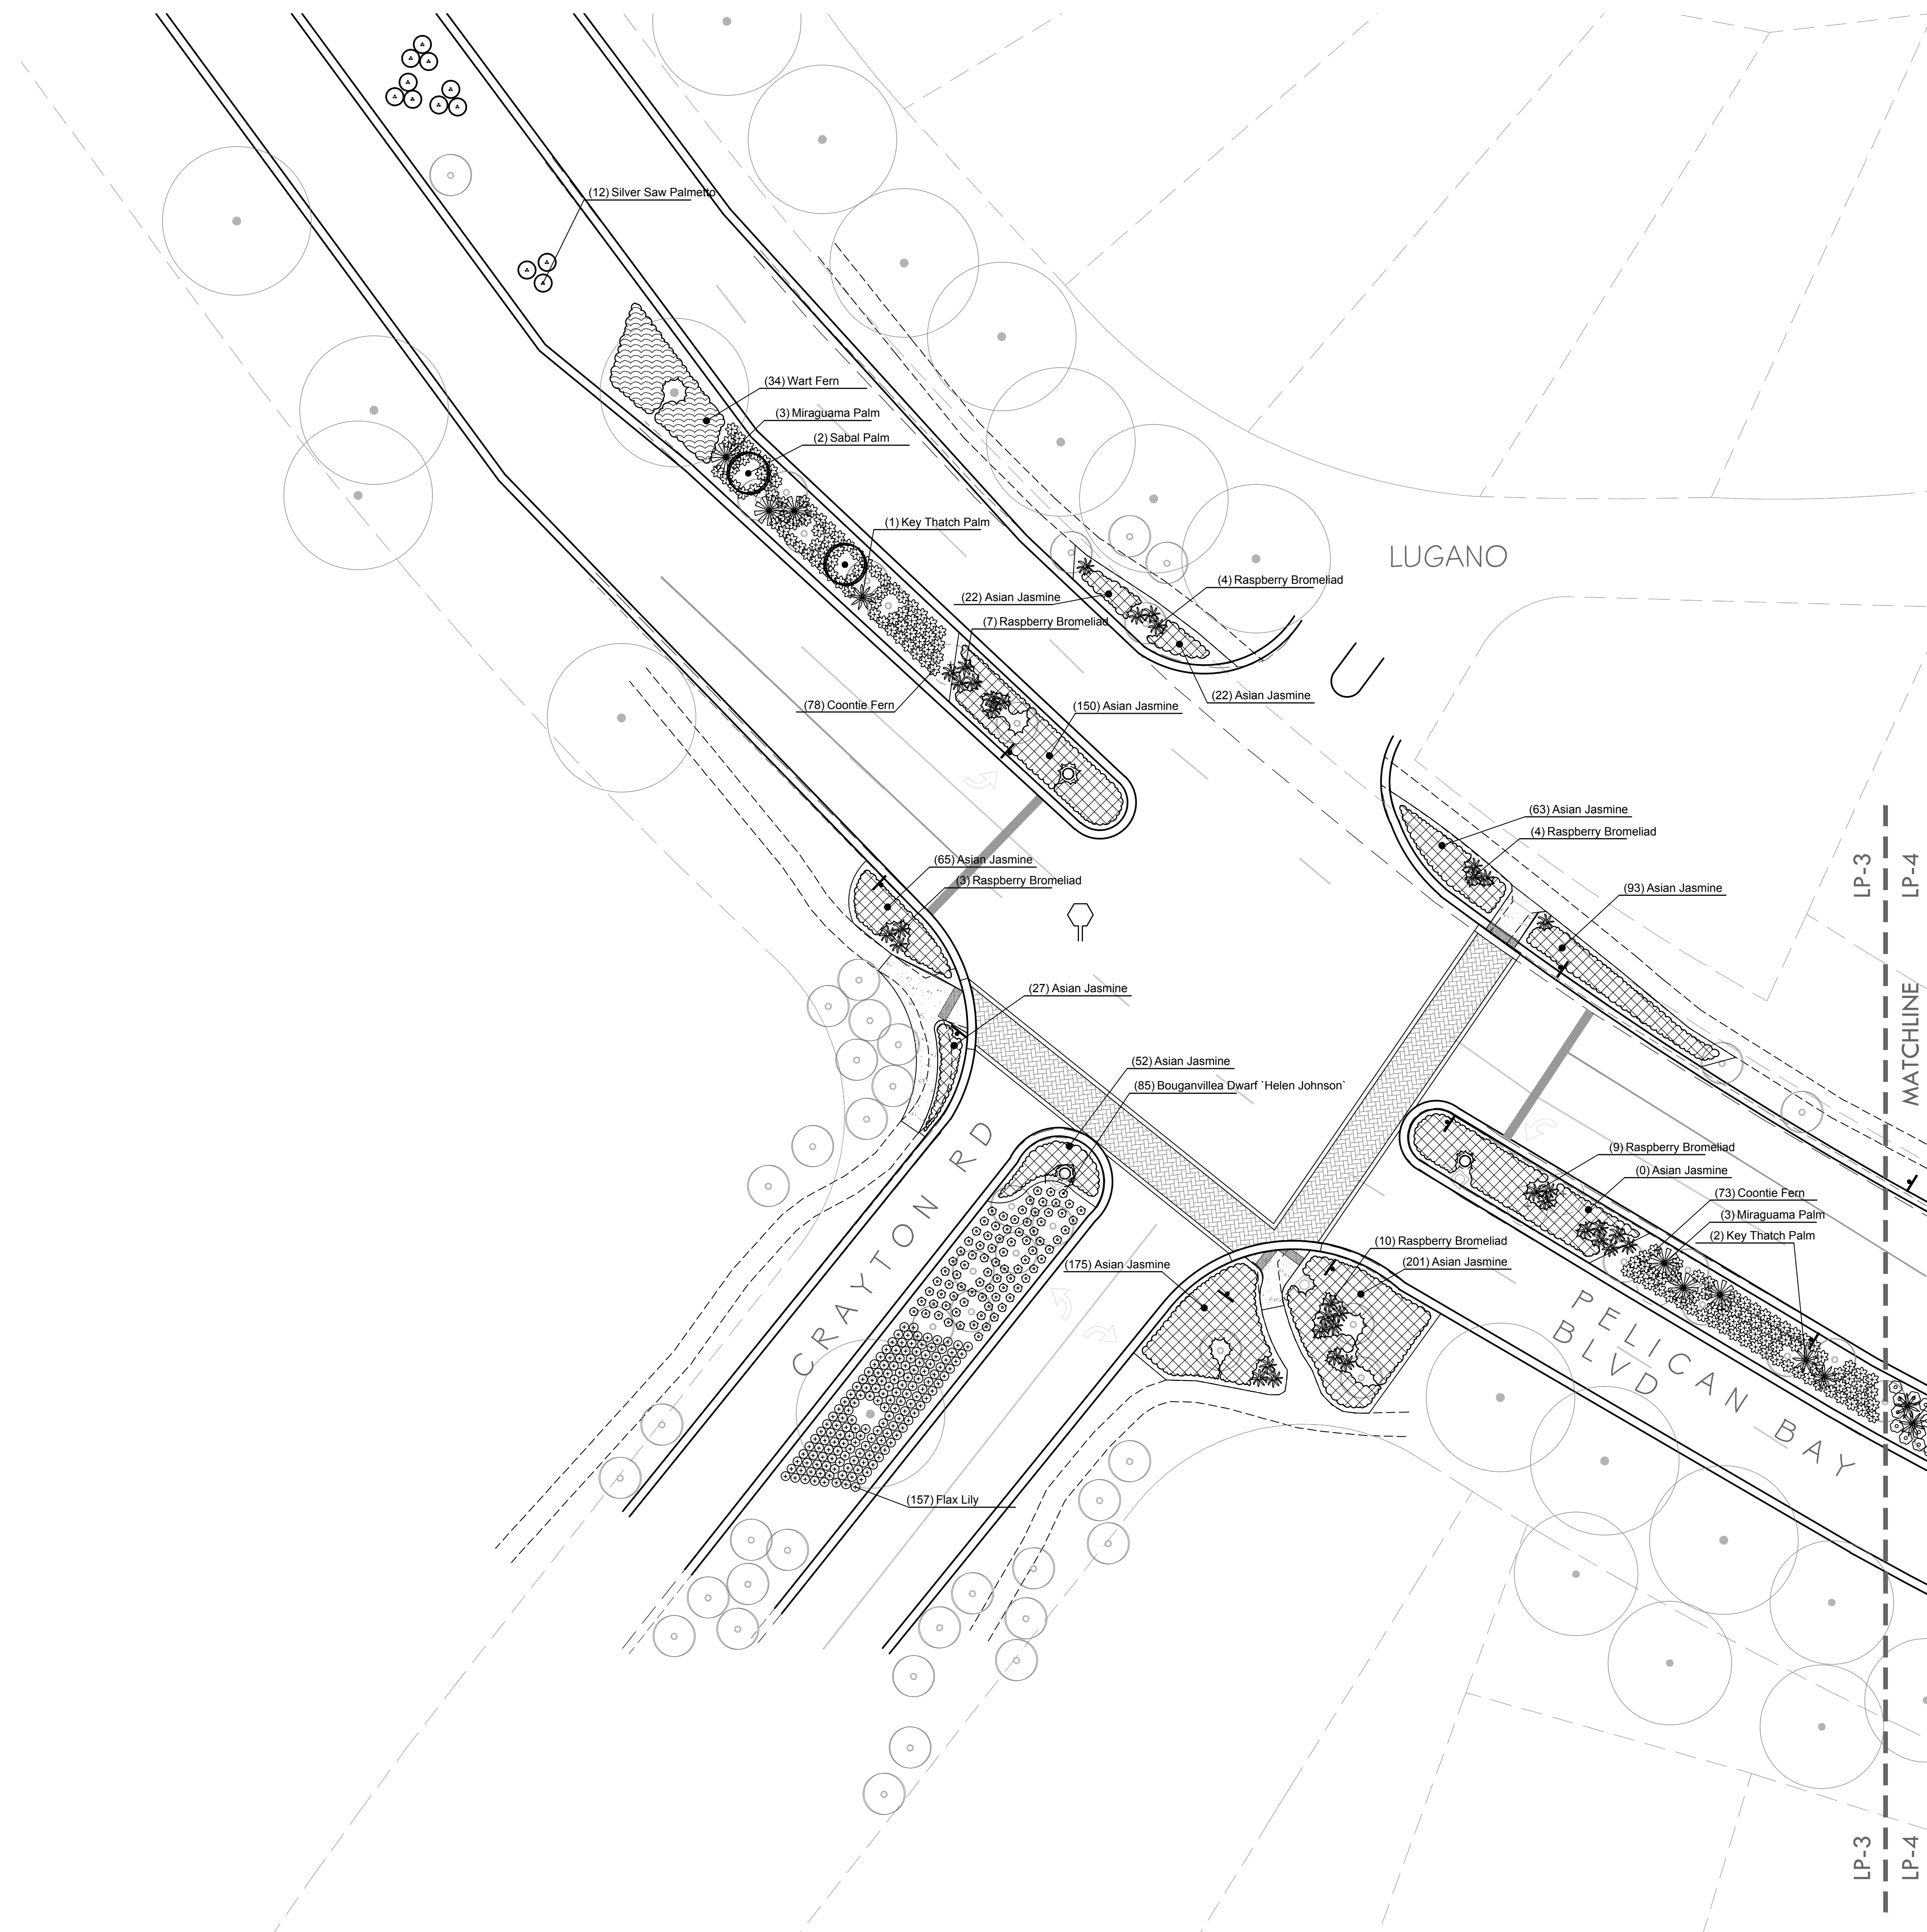 (12) Silver Saw Palmetto
(34) Wart Fern
(3) Miraguama Palm
(2) Sabal Palm
(1) Key Thatch Palm
LUGANO
(4) Raspberry Bromeliad
(22) Asian Jasmine
(7) Raspberry Bromeliad
(22) Asian Jasmine
(78) Coontie Fern
(150) Asian Jasmine
(63) Asian Jasmine
(4) Raspberry Bromeliad
(65) Asian Jasmine
(3) Raspberry Bromeliad
(93) Asian Jasmine
LP-3
LP-4
MATCHLINE
(27) Asian Jasmine
(52) Asian Jasmine
(85) Bouganvillea Dwarf `Helen Johnson`
CRAYTON RD
(9) Raspberry Bromeliad
(0) Asian Jasmine
(73) Coontie Fern
(3) Miraguama Palm
(2) Key Thatch Palm
(10) Raspberry Bromeliad
(201) Asian Jasmine
(175) Asian Jasmine
PELICAN BAY
BLVD
(157) Flax Lily
LP-3
LP-4